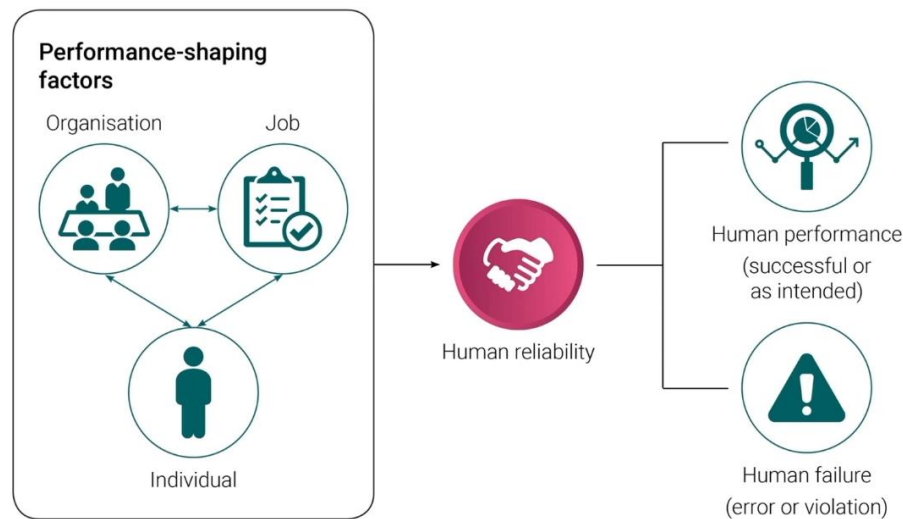 Performance-shaping
factors
Organisation
Job
Individual
Human reliability
Human performance
(successful or
as intended)
Human failure
(error or violation)